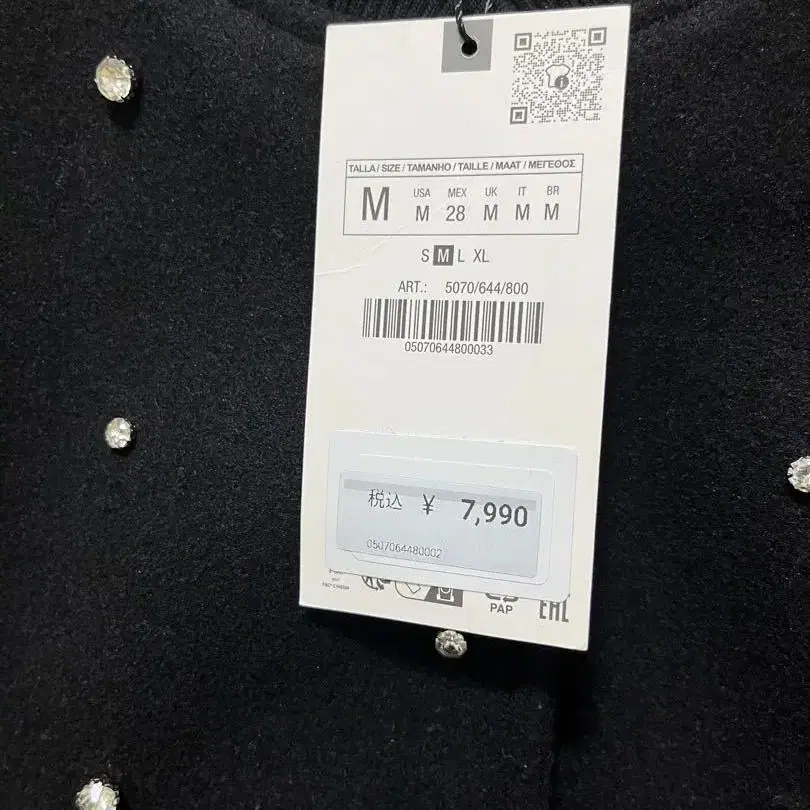 TALLA / SIZE / TAMANHO / TAILLE / MAAT / ΜΕΓΕΘΟΣ
USA MEX UK IT BR
M M 28 M M M
S M L XL
ART.: 5070/644/800
05070644800033
税込 ¥ 7,990
0507064480002
PAP
EAC